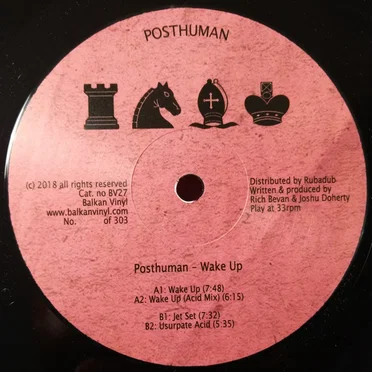 POSTHUMAN
(c) 2018 all rights reserved
Cat. no BV27
Balkan Vinyl
www.balkanvinyl.com
No. of 303
Distributed by Rubadub
Written & produced by
Rich Bevan & Joshu Doherty
Play at 33rpm
Posthuman - Wake Up
A1: Wake Up (7:48)
A2: Wake Up (Acid Mix) (6:15)
B1: Jet Set (7:32)
B2: Usurpate Acid (5:35)